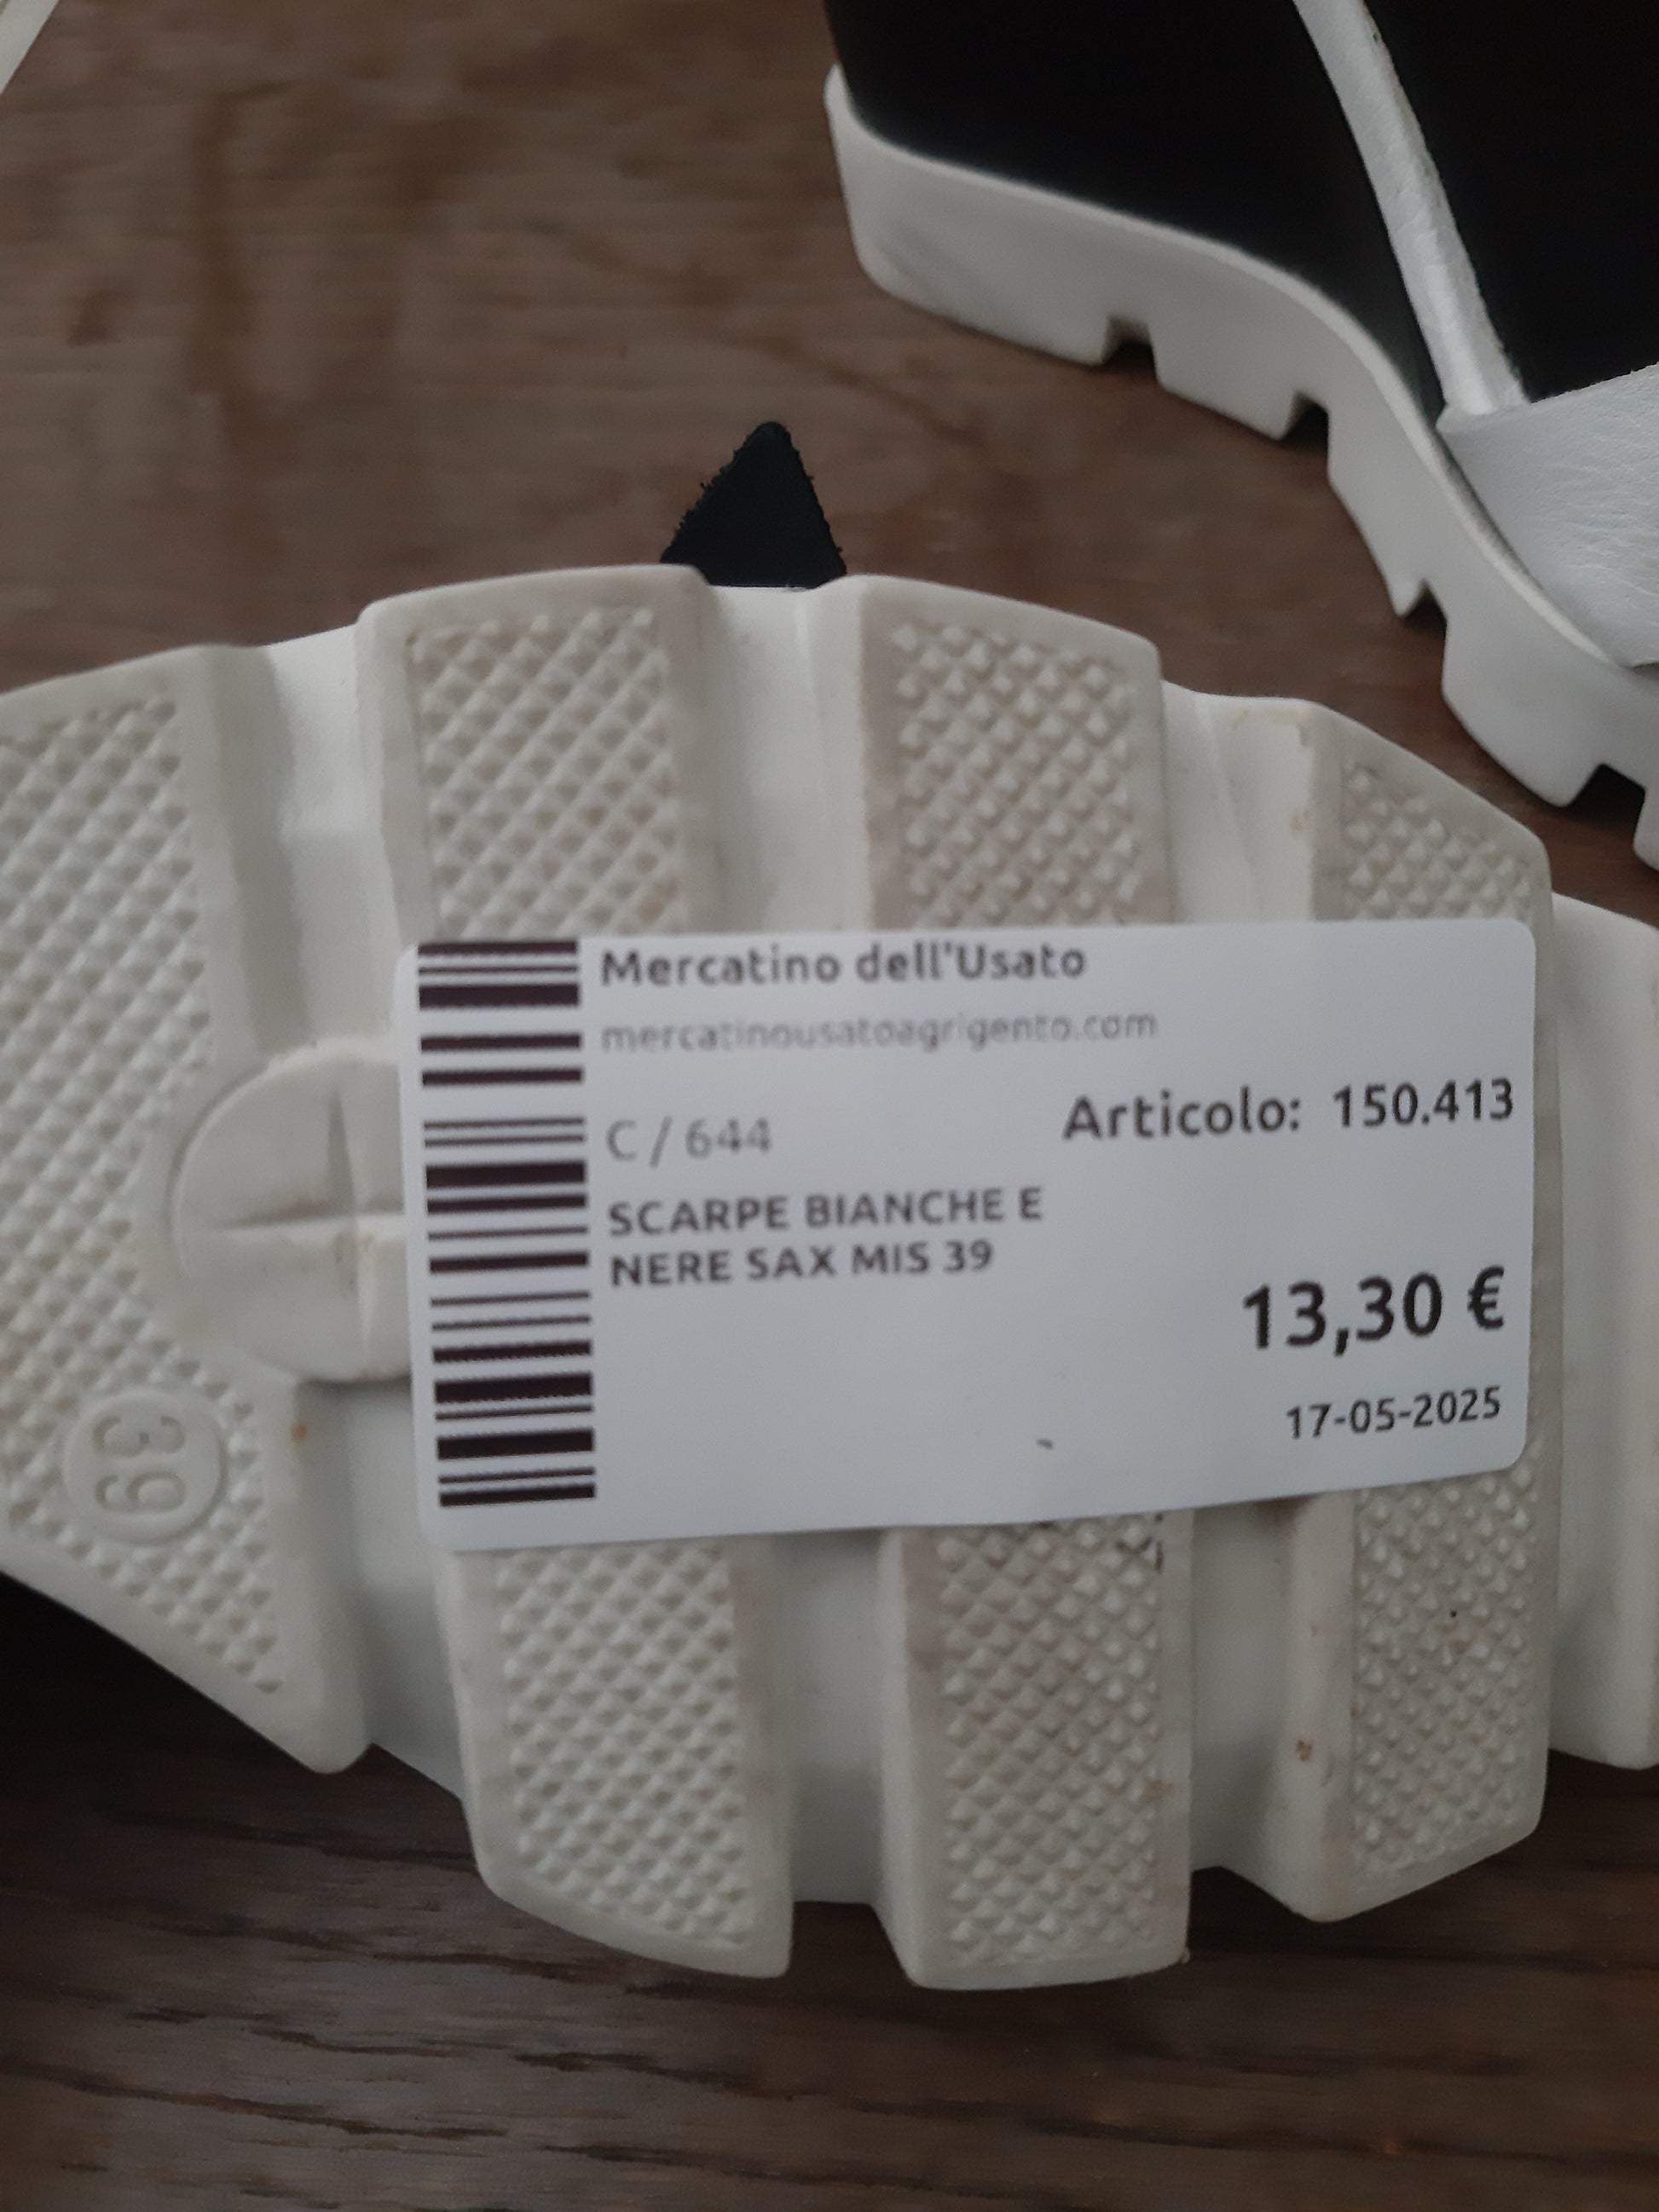 Mercatino dell'Usato
mercatinousatoagrigento.com
C / 644
Articolo: 150.413
SCARPE BIANCHE E
NERE SAX MIS 39
13,30 €
17-05-2025
39